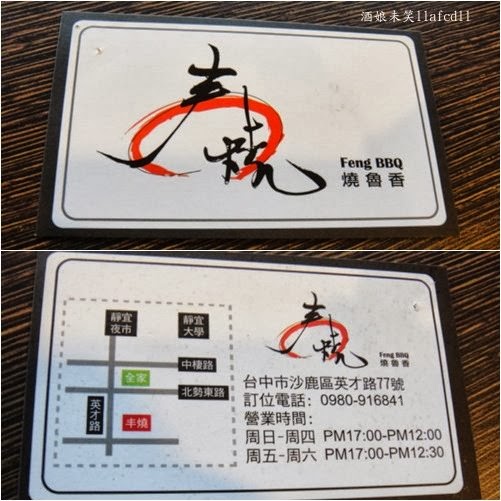 酒娘未笑llafcdll
丰燒
Feng BBQ
燒魯香
靜宜
夜市
靜宜
大學
中棲路
全家
北勢東路
英才路
丰燒
丰燒
Feng BBQ
燒魯香
台中市沙鹿區英才路77號
訂位電話：0980-916841
營業時間：
周日-周四 PM17:00-PM12:00
周五-周六 PM17:00-PM12:30